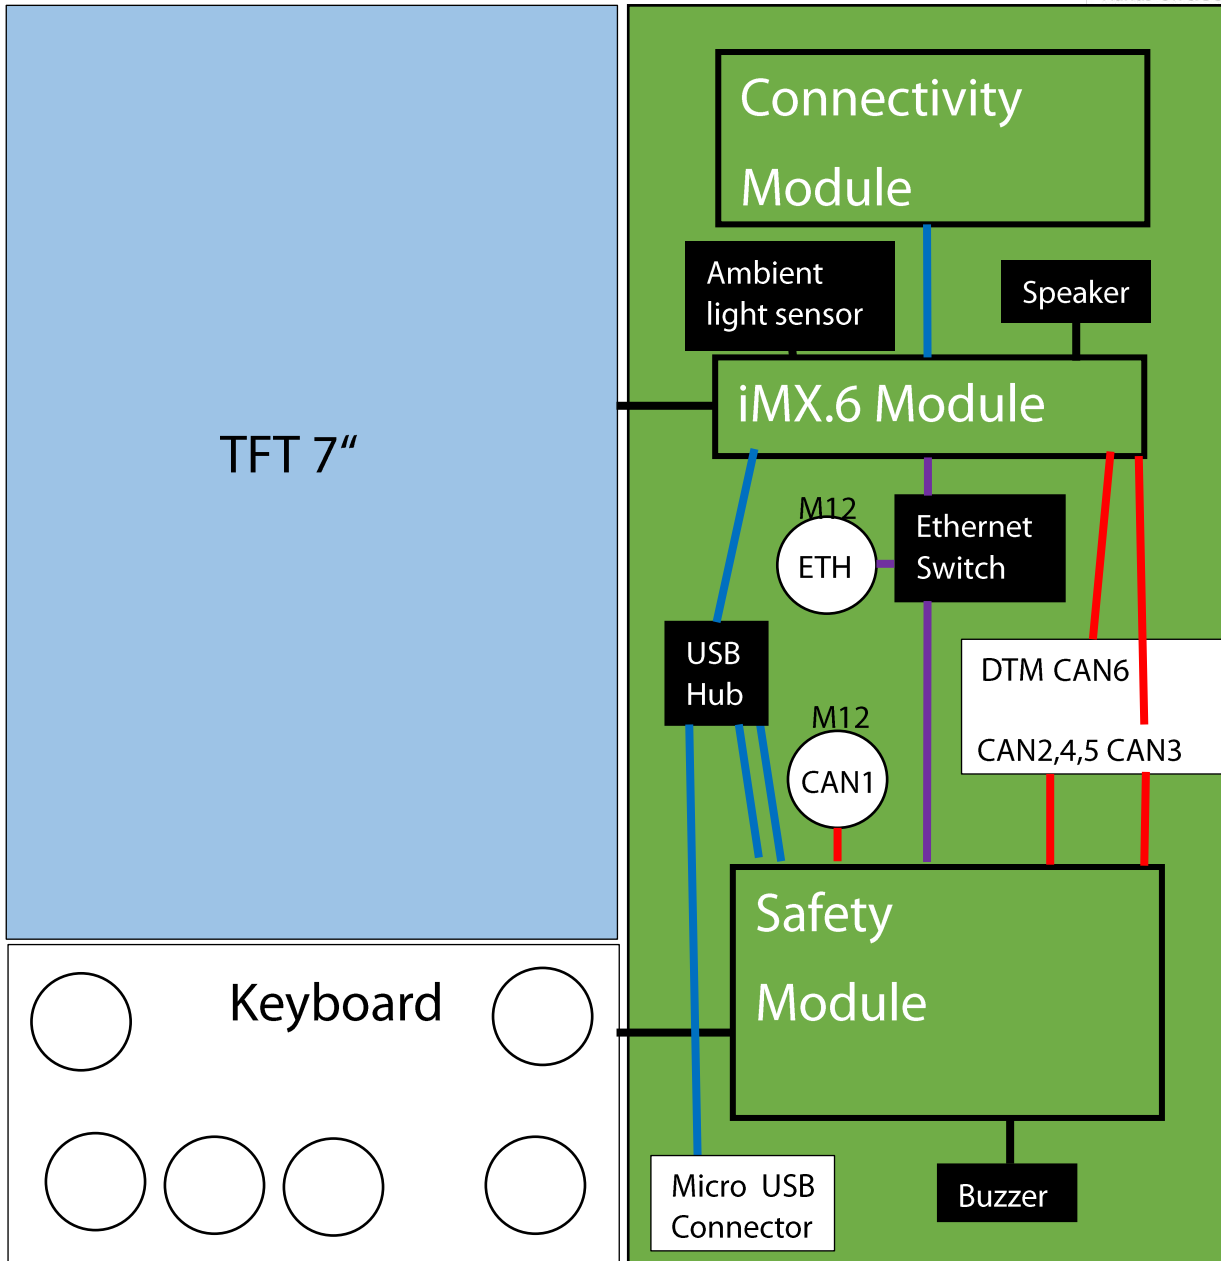 Connectivity
Module
Ambient
light sensor
Speaker
iMX.6 Module
TFT 7“
M12
ETH
Ethernet
Switch
USB
Hub
DTM CAN6
M12
CAN1
CAN2,4,5 CAN3
Safety
Module
Keyboard
Micro  USB
Connector
Buzzer